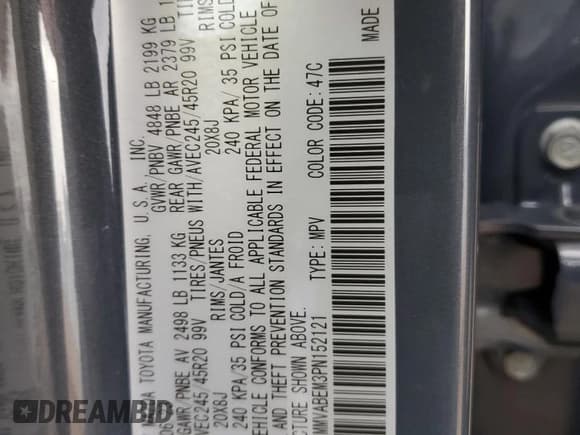 MAZDA TOYOTA MANUFACTURING, U.S.A., INC.
GVWR/PNBV 4848 LB 2199 KG
GAWR/PNBE AV 2498 LB 1133 KG REAR GAWR/PNBE AR 2379 LB
VEC245/45R20 99V TIRES/PNEUS WITH/AVEC245/45R20 99V
20X8J RIMS/JANTES 20X8J RIMS
240 KPA/35 PSI COLD/A FROID 240 KPA/ 35 PSI COLD
VEHICLE CONFORMS TO ALL APPLICABLE FEDERAL MOTOR VEHICLE
AND THEFT PREVENTION STANDARDS IN EFFECT ON THE DATE OF
CTURE SHOWN ABOVE.
MMVABEM3PN152121 TYPE: MPV COLOR CODE: 47C
MADE
DREAMBID